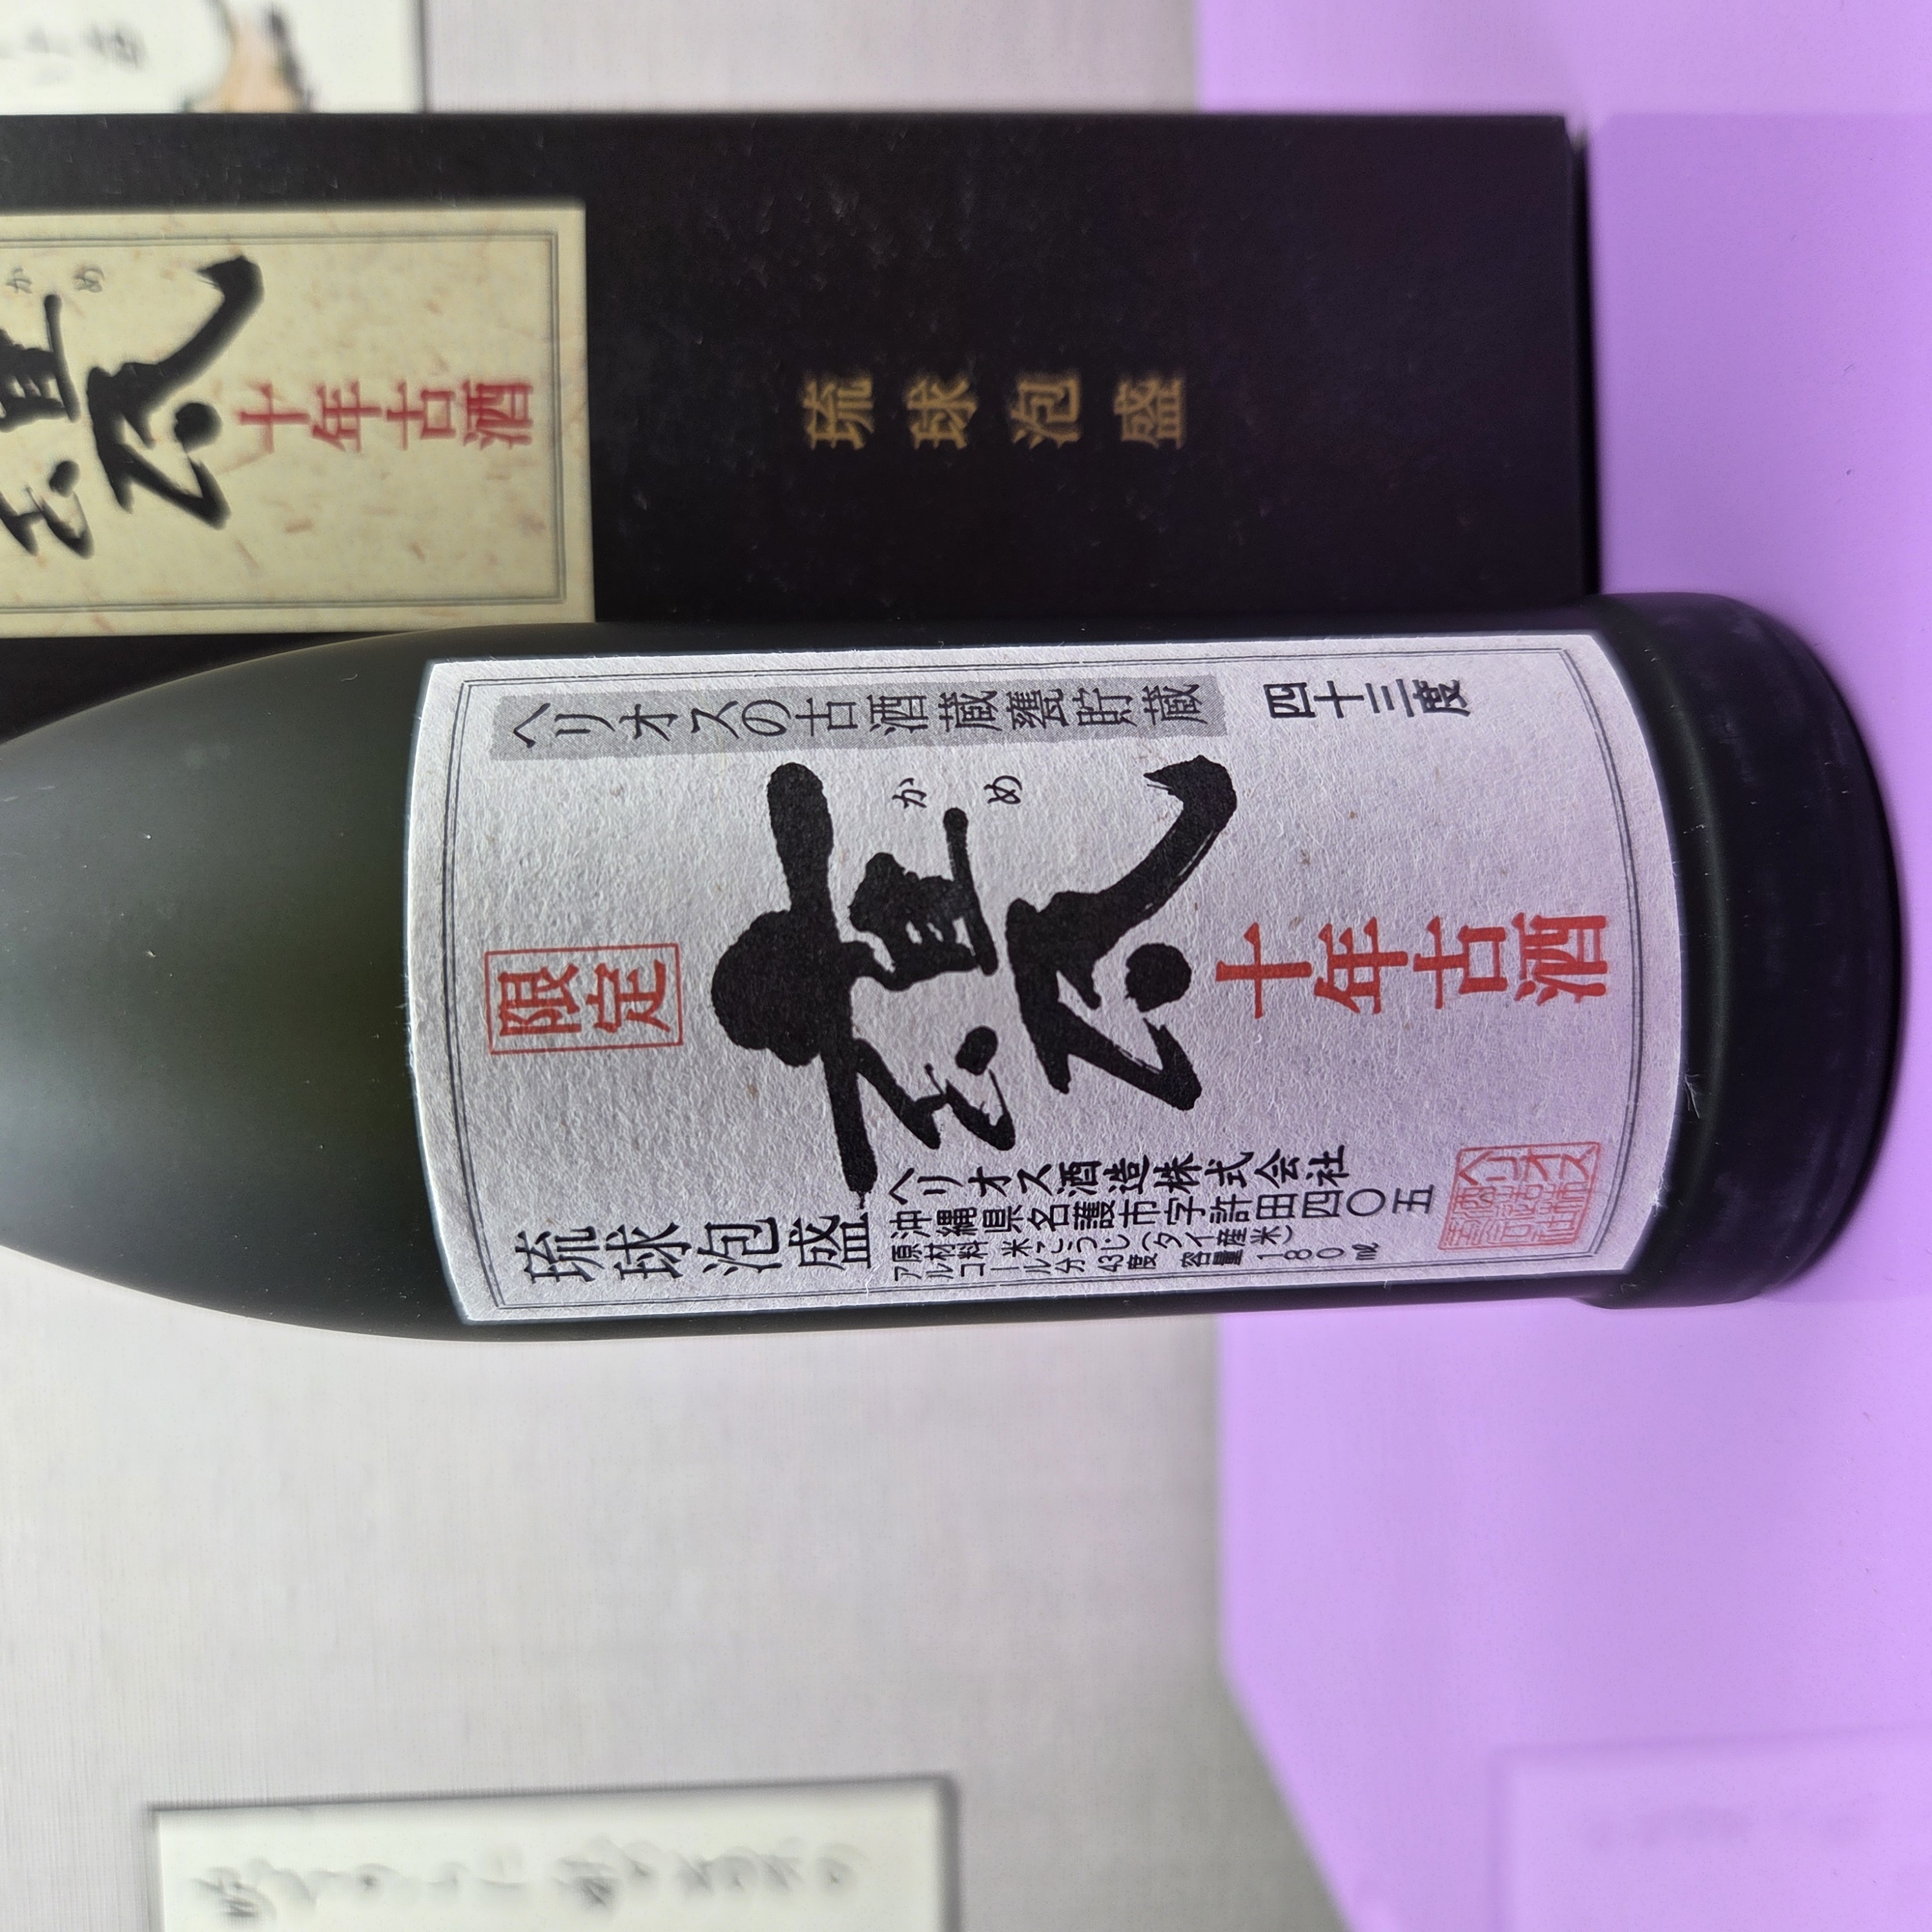 ヘリオスの古酒蔵甕貯蔵
四十三度
かめ
限定
十年古酒
琉球泡盛
ヘリオス酒造株式会社
沖縄県名護市字許田四〇五
原材料 米こうじ(タイ産米)
アルコール分 43度 容量 180㎖
かめ
十年古酒
琉球泡盛